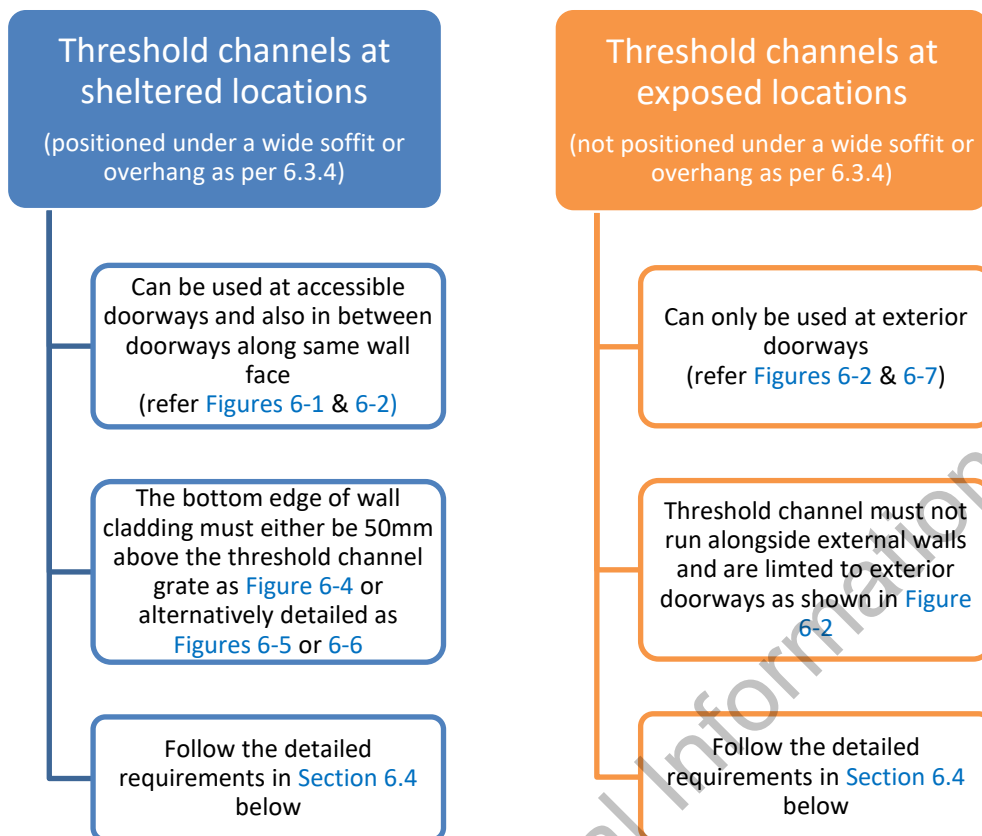 Threshold channels at
sheltered locations
(positioned under a wide soffit or
overhang as per 6.3.4)
Can be used at accessible
doorways and also in between
doorways along same wall
face
(refer Figures 6-1 & 6-2)
The bottom edge of wall
cladding must either be 50mm
above the threshold channel
grate as Figure 6-4 or
alternatively detailed as
Figures 6-5 or 6-6
Follow the detailed
requirements in Section 6.4
below
Threshold channels at
exposed locations
(not positioned under a wide soffit or
overhang as per 6.3.4)
Can only be used at exterior
doorways
(refer Figures 6-2 & 6-7)
Threshold channel must not
run alongside external walls
and are limted to exterior
doorways as shown in Figure
6-2
Follow the detailed
requirements in Section 6.4
below
Information